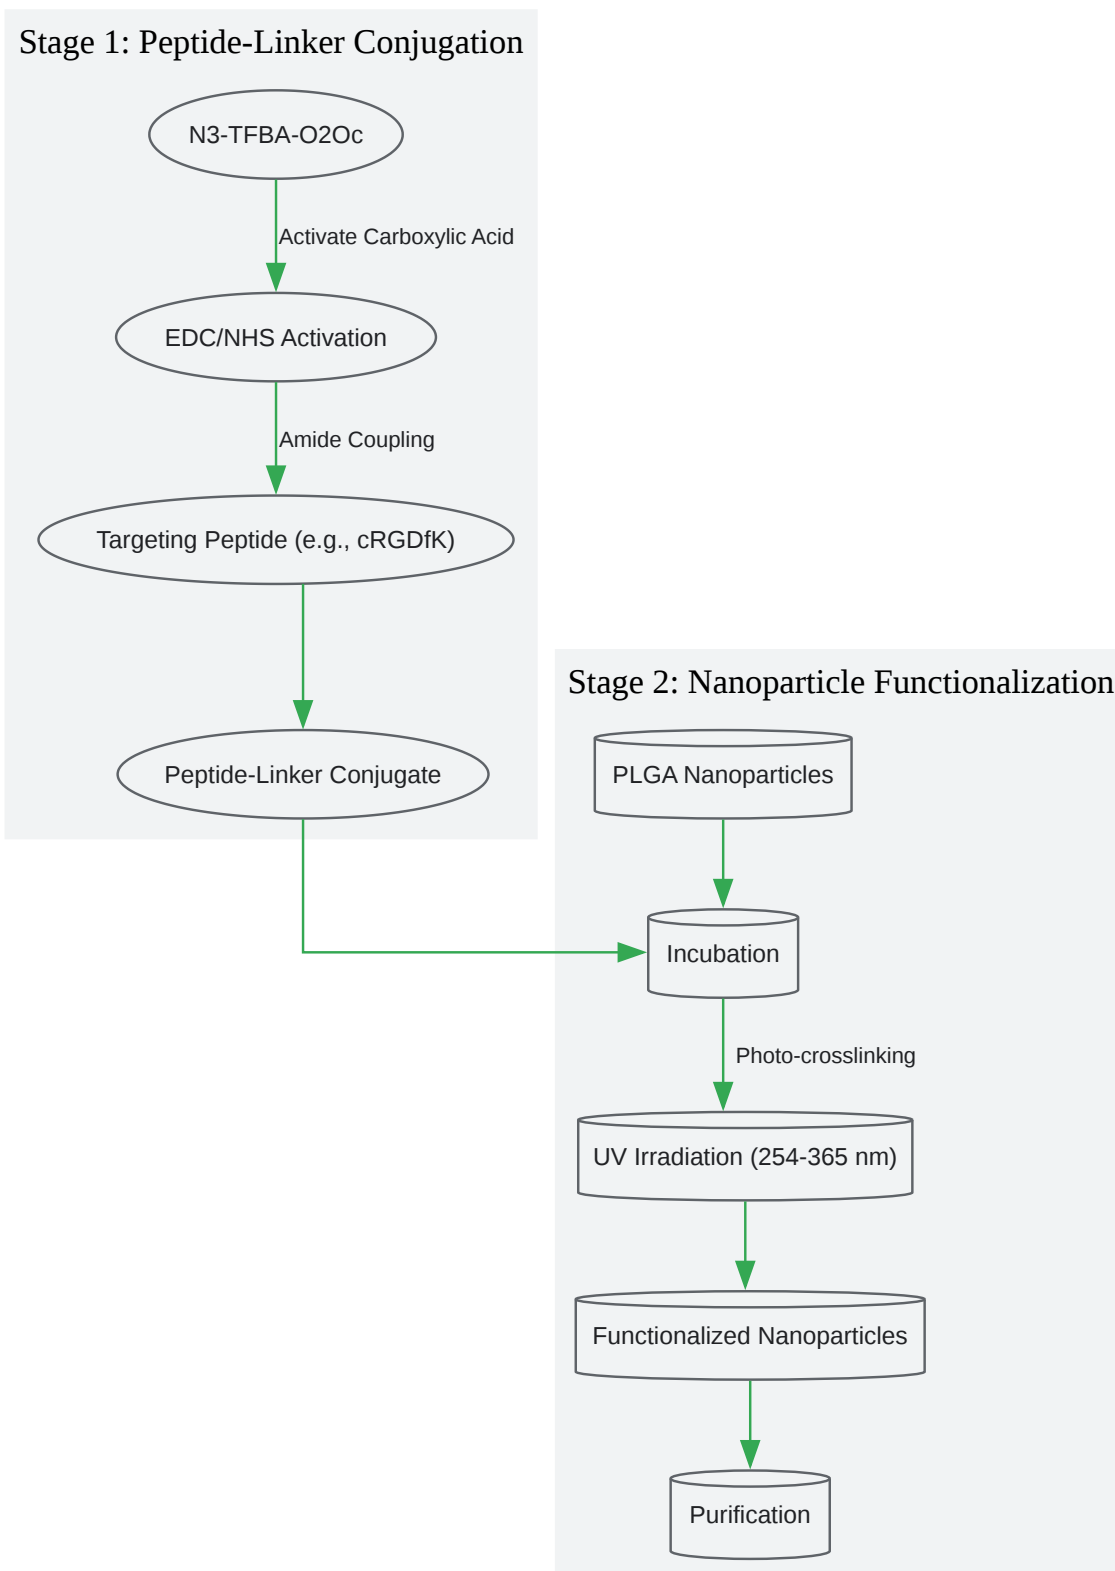 Stage 1: Peptide-Linker Conjugation
N3-TFBA-O2Oc
Activate Carboxylic Acid
EDC/NHS Activation
Amide Coupling
Targeting Peptide (e.g., cRGDfK)
Peptide-Linker Conjugate
Stage 2: Nanoparticle Functionalization
PLGA Nanoparticles
Incubation
Photo-crosslinking
UV Irradiation (254-365 nm)
Functionalized Nanoparticles
Purification